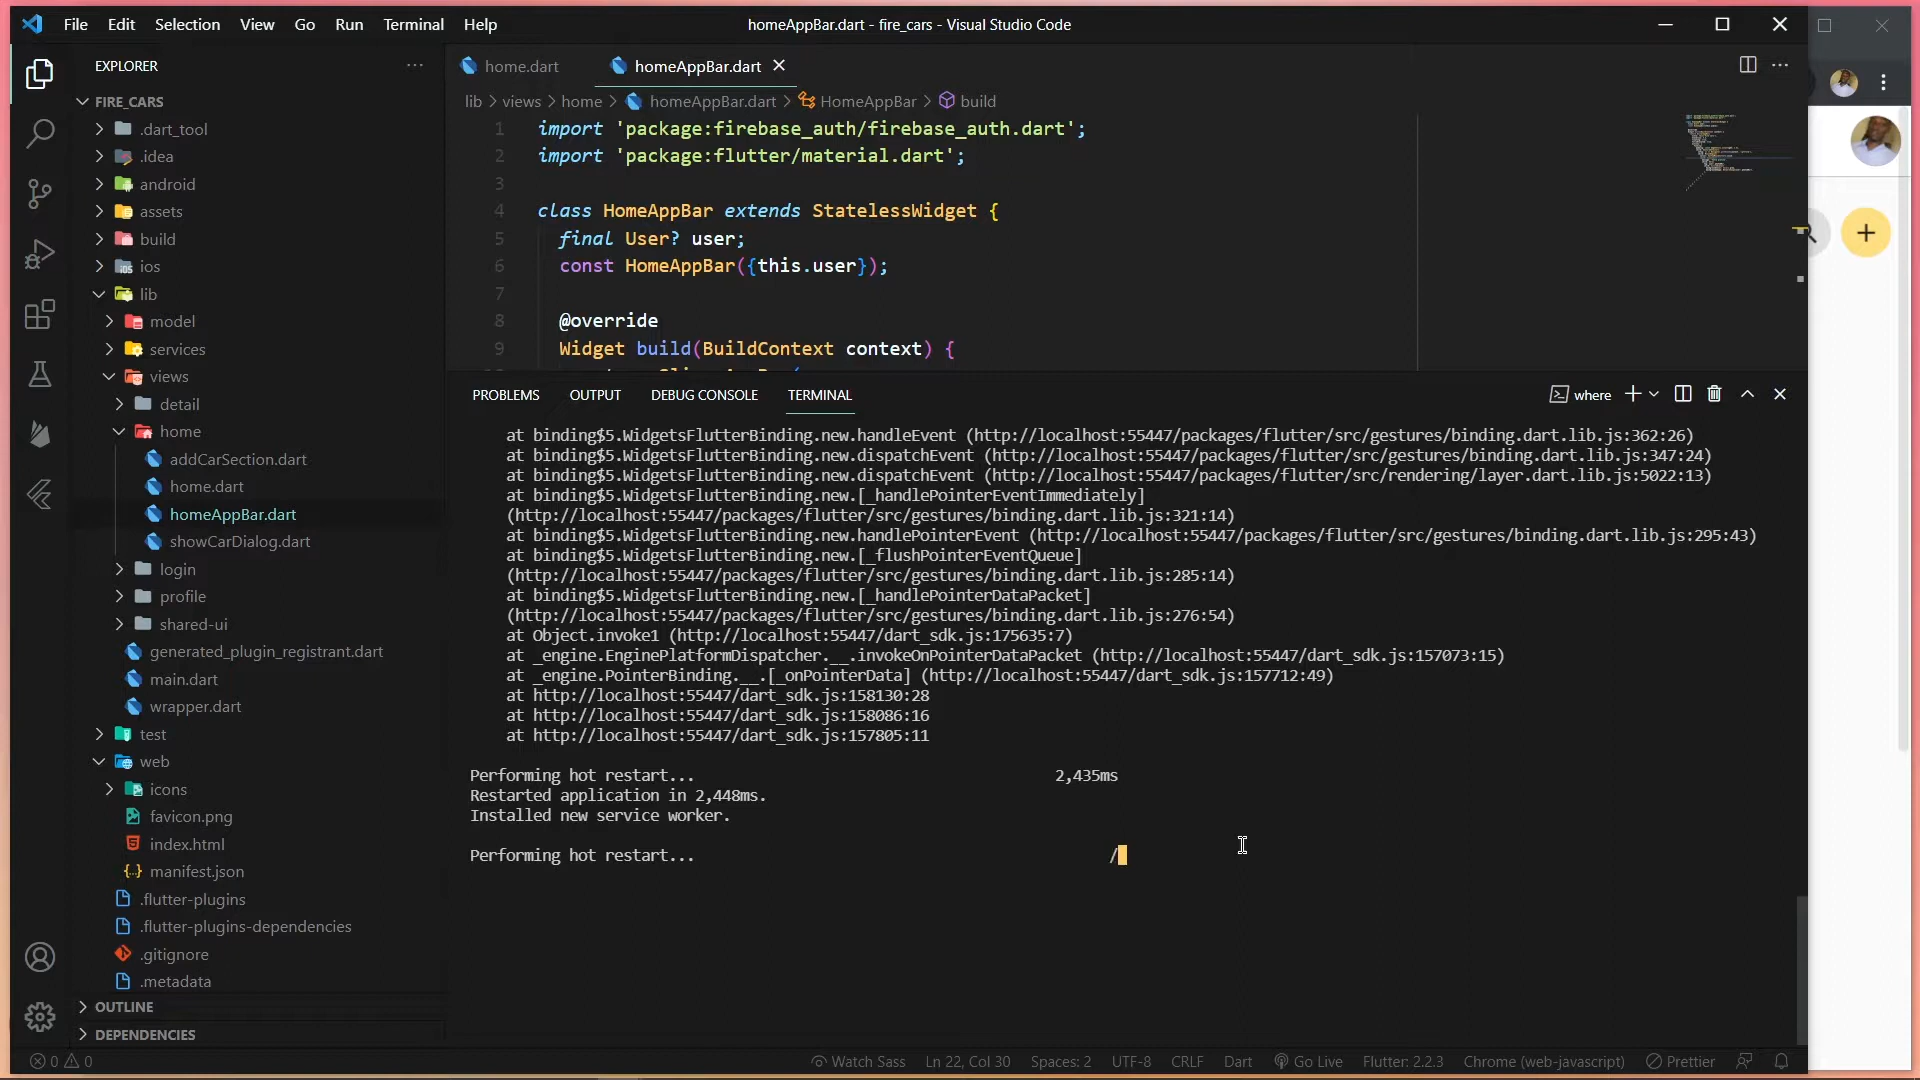 File Edit Selection View Go Run Terminal Help
homeAppBar.dart - fire_cars - Visual Studio Code
EXPLORER
FIRE_CARS
.dart_tool
.idea
android
assets
build
ios
lib
model
services
views
detail
home
addCarSection.dart
home.dart
homeAppBar.dart
showCarDialog.dart
login
profile
shared-ui
generated_plugin_registrant.dart
main.dart
wrapper.dart
test
web
icons
favicon.png
index.html
manifest.json
.flutter-plugins
.flutter-plugins-dependencies
.gitignore
.metadata
OUTLINE
DEPENDENCIES
home.dart homeAppBar.dart
lib > views > home > homeAppBar.dart > HomeAppBar > build
1 import 'package:firebase_auth/firebase_auth.dart';
2 import 'package:flutter/material.dart';
3
4 class HomeAppBar extends StatelessWidget {
5 final User? user;
6 const HomeAppBar({this.user});
7
8 @override
9 Widget build(BuildContext context) {
PROBLEMS OUTPUT DEBUG CONSOLE TERMINAL
where
at binding$5.WidgetsFlutterBinding.new.handleEvent (http://localhost:55447/packages/flutter/src/gestures/binding.dart.lib.js:362:26)
at binding$5.WidgetsFlutterBinding.new.dispatchEvent (http://localhost:55447/packages/flutter/src/gestures/binding.dart.lib.js:347:24)
at binding$5.WidgetsFlutterBinding.new.dispatchEvent (http://localhost:55447/packages/flutter/src/rendering/layer.dart.lib.js:5022:13)
at binding$5.WidgetsFlutterBinding.new.[_handlePointerEventImmediately]
(http://localhost:55447/packages/flutter/src/gestures/binding.dart.lib.js:321:14)
at binding$5.WidgetsFlutterBinding.new.handlePointerEvent (http://localhost:55447/packages/flutter/src/gestures/binding.dart.lib.js:295:43)
at binding$5.WidgetsFlutterBinding.new.[_flushPointerEventQueue]
(http://localhost:55447/packages/flutter/src/gestures/binding.dart.lib.js:285:14)
at binding$5.WidgetsFlutterBinding.new.[_handlePointerDataPacket]
(http://localhost:55447/packages/flutter/src/gestures/binding.dart.lib.js:276:54)
at Object.invoke1 (http://localhost:55447/dart_sdk.js:175635:7)
at _engine.EnginePlatformDispatcher.__.invokeOnPointerDataPacket (http://localhost:55447/dart_sdk.js:157073:15)
at _engine.PointerBinding.__.[_onPointerData] (http://localhost:55447/dart_sdk.js:157712:49)
at http://localhost:55447/dart_sdk.js:158130:28
at http://localhost:55447/dart_sdk.js:158086:16
at http://localhost:55447/dart_sdk.js:157805:11
Performing hot restart... 2,435ms
Restarted application in 2,448ms.
Installed new service worker.
Performing hot restart... /
0 0 Watch Sass Ln 22, Col 30 Spaces: 2 UTF-8 CRLF Dart Go Live Flutter: 2.2.3 Chrome (web-javascript) Prettier